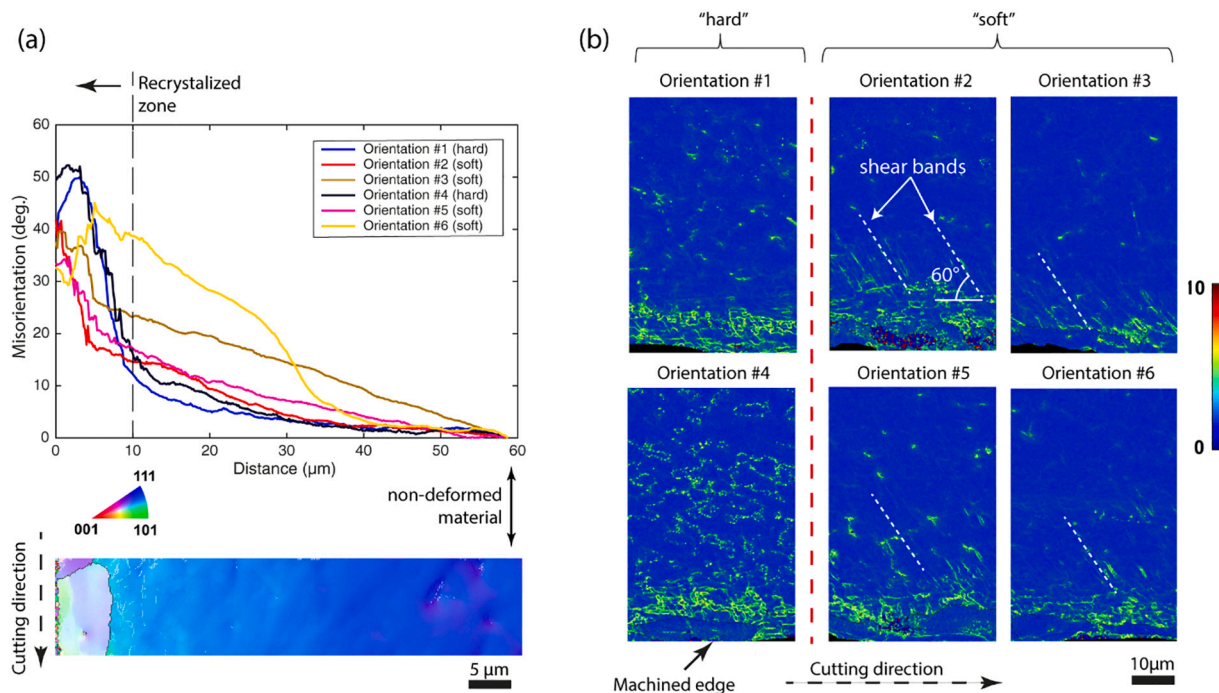 (a)
Recrystalized
zone
60
50
40
30
20
10
0
Misorientation (deg.)
Orientation #1 (hard)
Orientation #2 (soft)
Orientation #3 (soft)
Orientation #4 (hard)
Orientation #5 (soft)
Orientation #6 (soft)
0 10 20 30 40 50 60
Distance (µm)
111
001 101
non-deformed
material
Cutting direction
5 µm
(b)
"hard" "soft"
Orientation #1 Orientation #2 Orientation #3
shear bands
60°
10
0
Orientation #4 Orientation #5 Orientation #6
Machined edge
Cutting direction
10µm